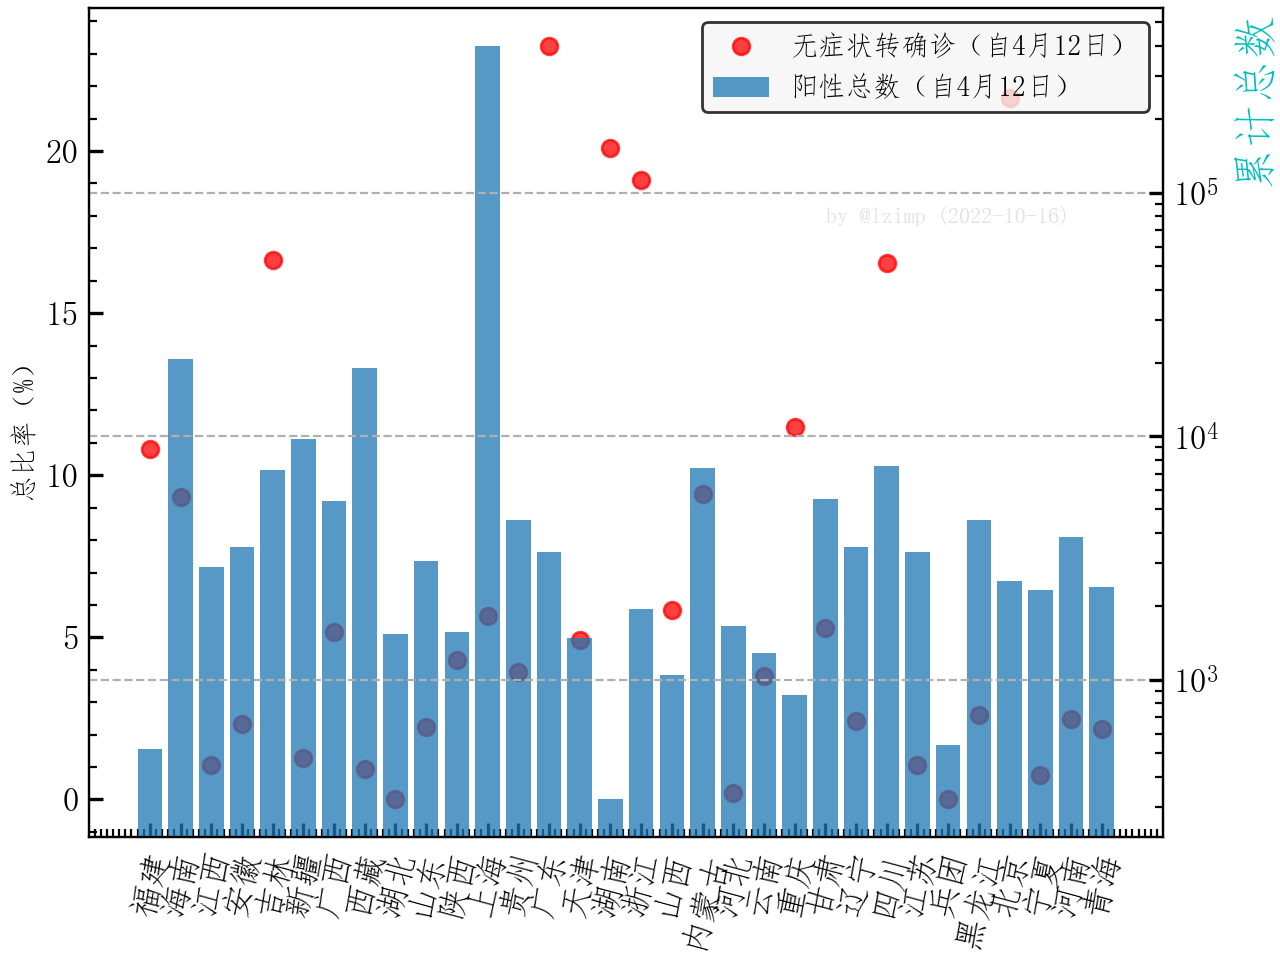 无症状转确诊（自4月12日）
阳性总数（自4月12日）
累计总数
总比率（%）
20
15
10
5
0
10^5
10^4
10^3
by @lzimp (2022-10-16)
福建
海南
江西
安徽
吉林
新疆
广西
西藏
湖北
山东
陕西
上海
贵州
广东
天津
湖南
浙江
山西
内蒙古
河北
云南
重庆
甘肃
辽宁
四川
江苏
兵团
黑龙江
北京
宁夏
河南
青海